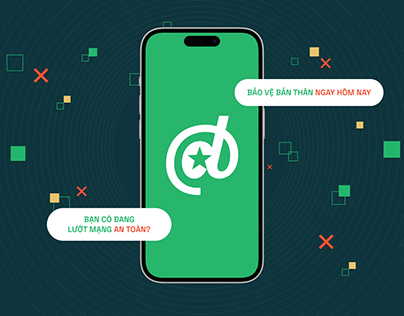 BẢO VỆ BẢN THÂN NGAY HÔM NAY
BẠN CÓ ĐANG
LƯỚT MẠNG AN TOÀN?